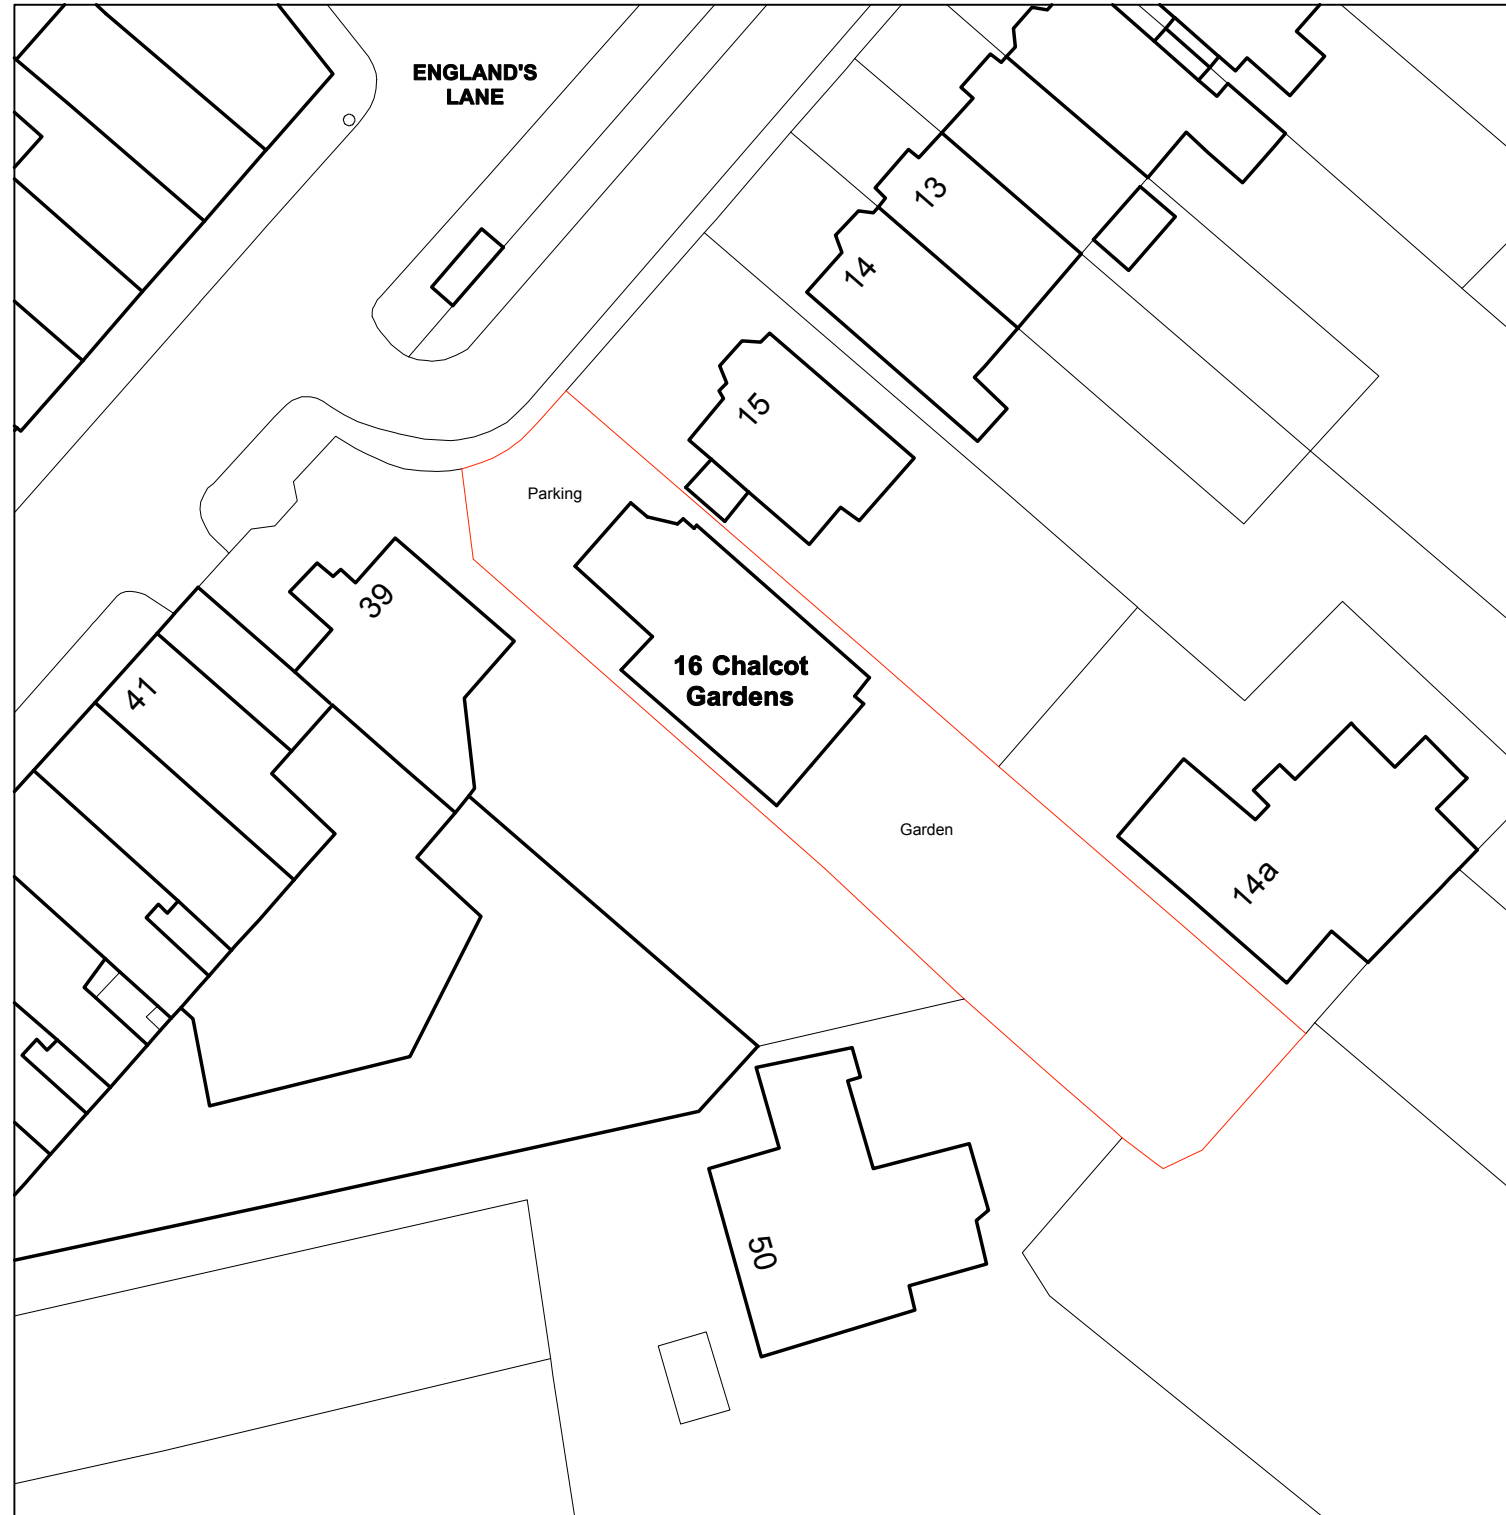 ENGLAND'S
LANE
13
14
15
Parking
39
16 Chalcot
Gardens
41
Garden
14a
50